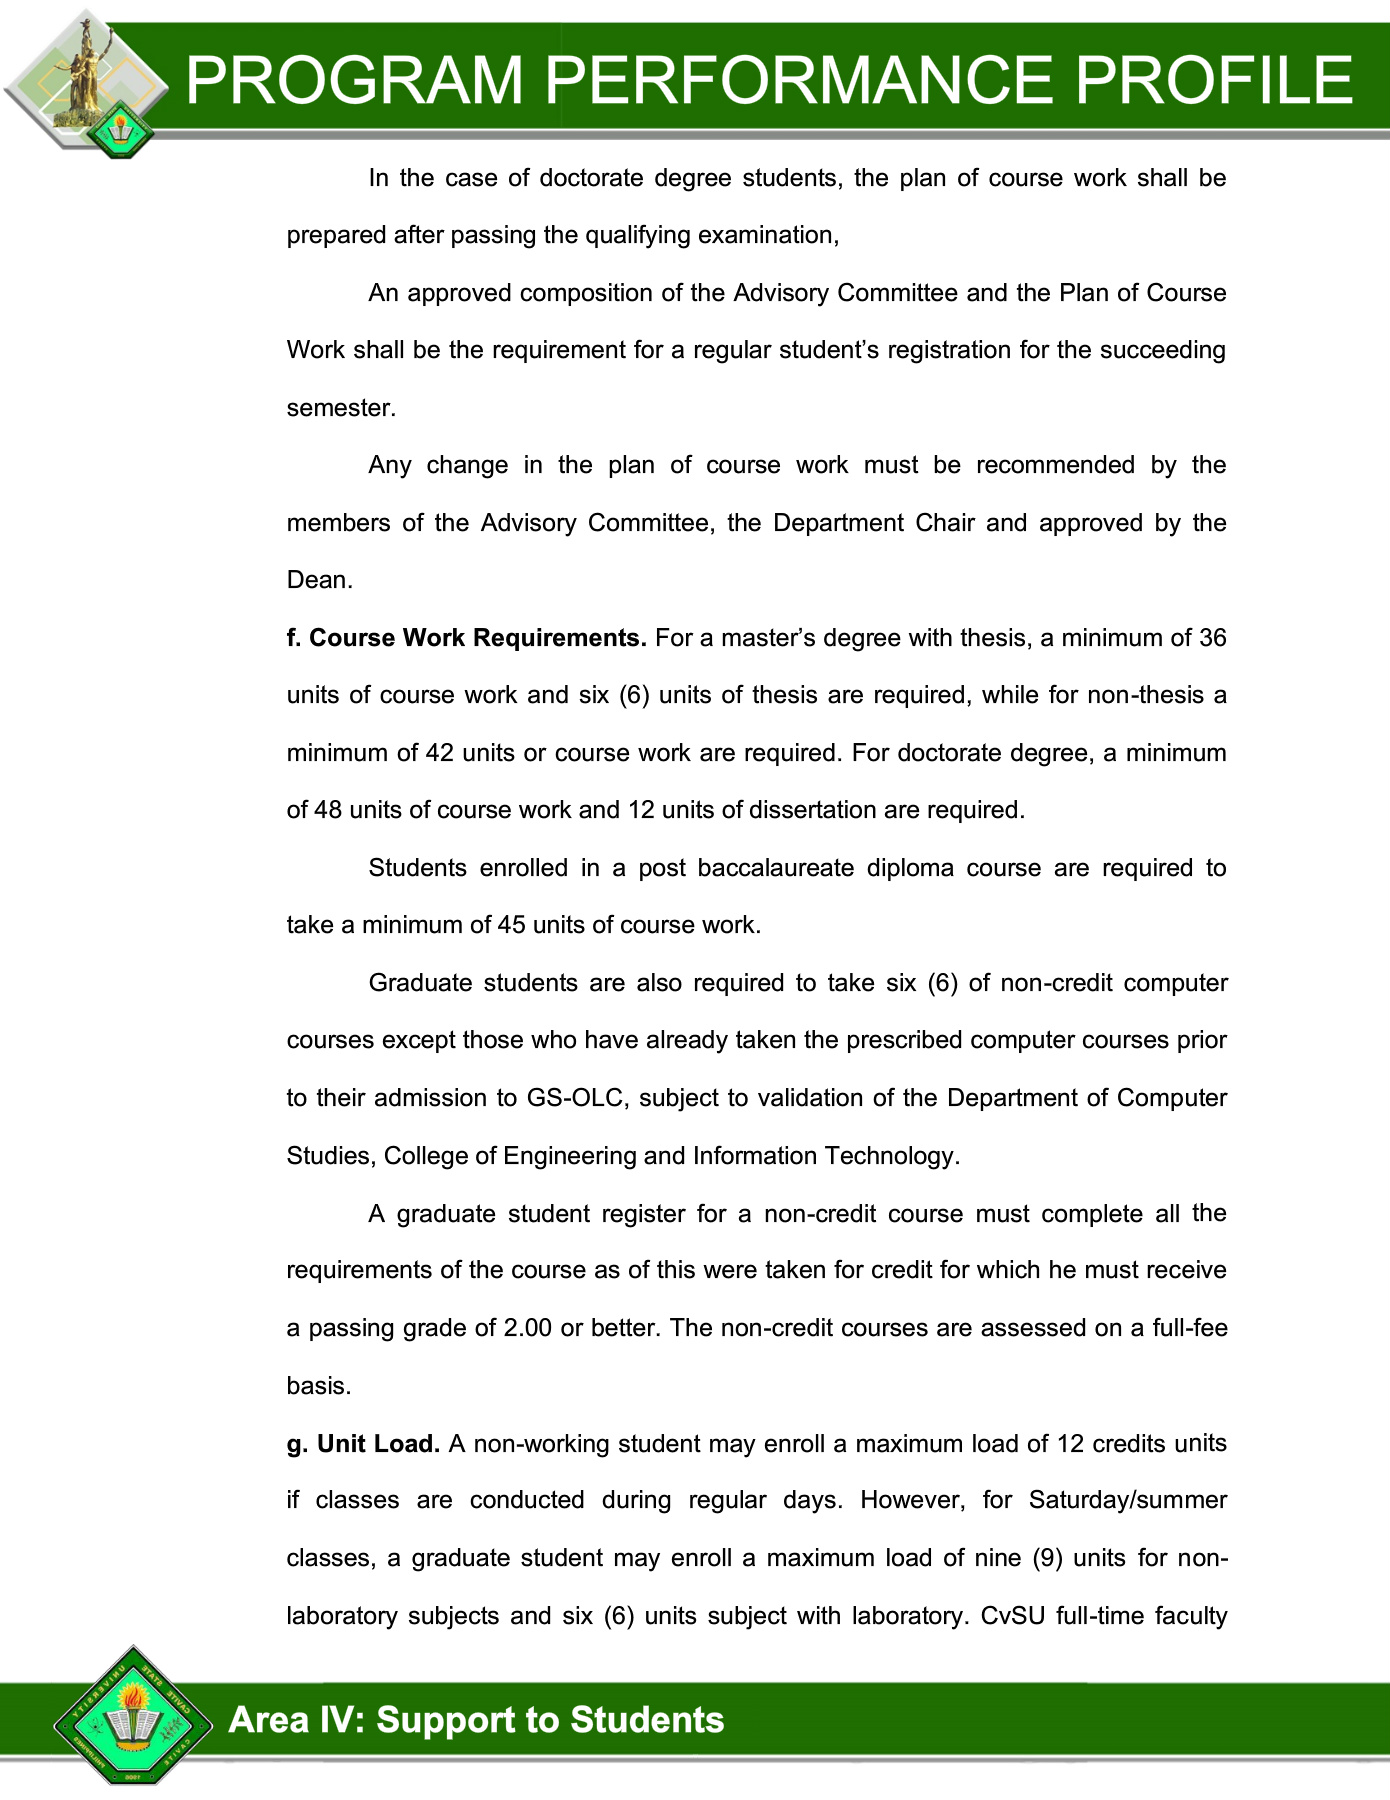 PROGRAM PERFORMANCE PROFILE
In the case of doctorate degree students, the plan of course work shall be
prepared after passing the qualifying examination,
An approved composition of the Advisory Committee and the Plan of Course
Work shall be the requirement for a regular student’s registration for the succeeding
semester.
Any change in the plan of course work must be recommended by the
members of the Advisory Committee, the Department Chair and approved by the
Dean.
f. Course Work Requirements. For a master’s degree with thesis, a minimum of 36
units of course work and six (6) units of thesis are required, while for non-thesis a
minimum of 42 units or course work are required. For doctorate degree, a minimum
of 48 units of course work and 12 units of dissertation are required.
Students enrolled in a post baccalaureate diploma course are required to
take a minimum of 45 units of course work.
Graduate students are also required to take six (6) of non-credit computer
courses except those who have already taken the prescribed computer courses prior
to their admission to GS-OLC, subject to validation of the Department of Computer
Studies, College of Engineering and Information Technology.
A graduate student register for a non-credit course must complete all the
requirements of the course as of this were taken for credit for which he must receive
a passing grade of 2.00 or better. The non-credit courses are assessed on a full-fee
basis.
g. Unit Load. A non-working student may enroll a maximum load of 12 credits units
if classes are conducted during regular days. However, for Saturday/summer
classes, a graduate student may enroll a maximum load of nine (9) units for non-
laboratory subjects and six (6) units subject with laboratory. CvSU full-time faculty
CAVITE STATE UNIVERSITY
CAVITE
PHILIPPINES
Area IV: Support to Students